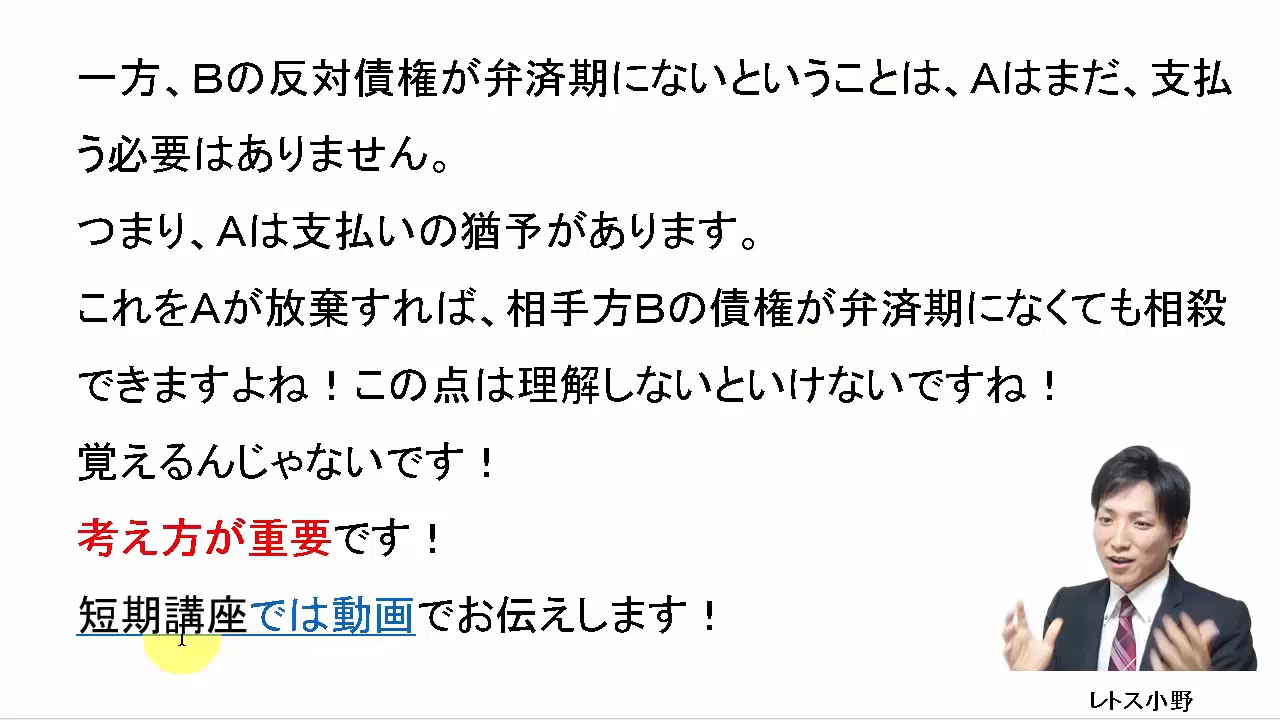 一方、Ｂの反対債権が弁済期にないということは、Ａはまだ、支払
う必要はありません。
つまり、Ａは支払いの猶予があります。
これをＡが放棄すれば、相手方Ｂの債権が弁済期になくても相殺
できますよね！この点は理解しないといけないですね！
覚えるんじゃないです！
考え方が重要です！
短期講座では動画でお伝えします！
レトス小野